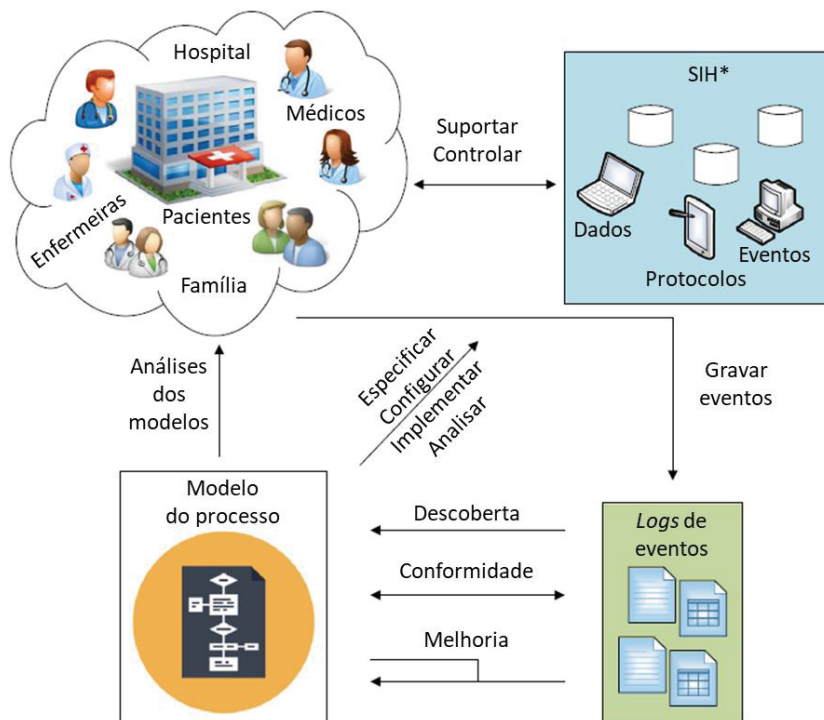 Hospital
Médicos
Enfermeiras
Pacientes
Família
SIH*
Dados
Protocolos
Eventos
Suportar
Controlar
Análises
dos
modelos
Especificar
Configurar
Implementar
Analisar
Gravar
eventos
Modelo
do processo
Descoberta
Conformidade
Melhoria
Logs de
eventos